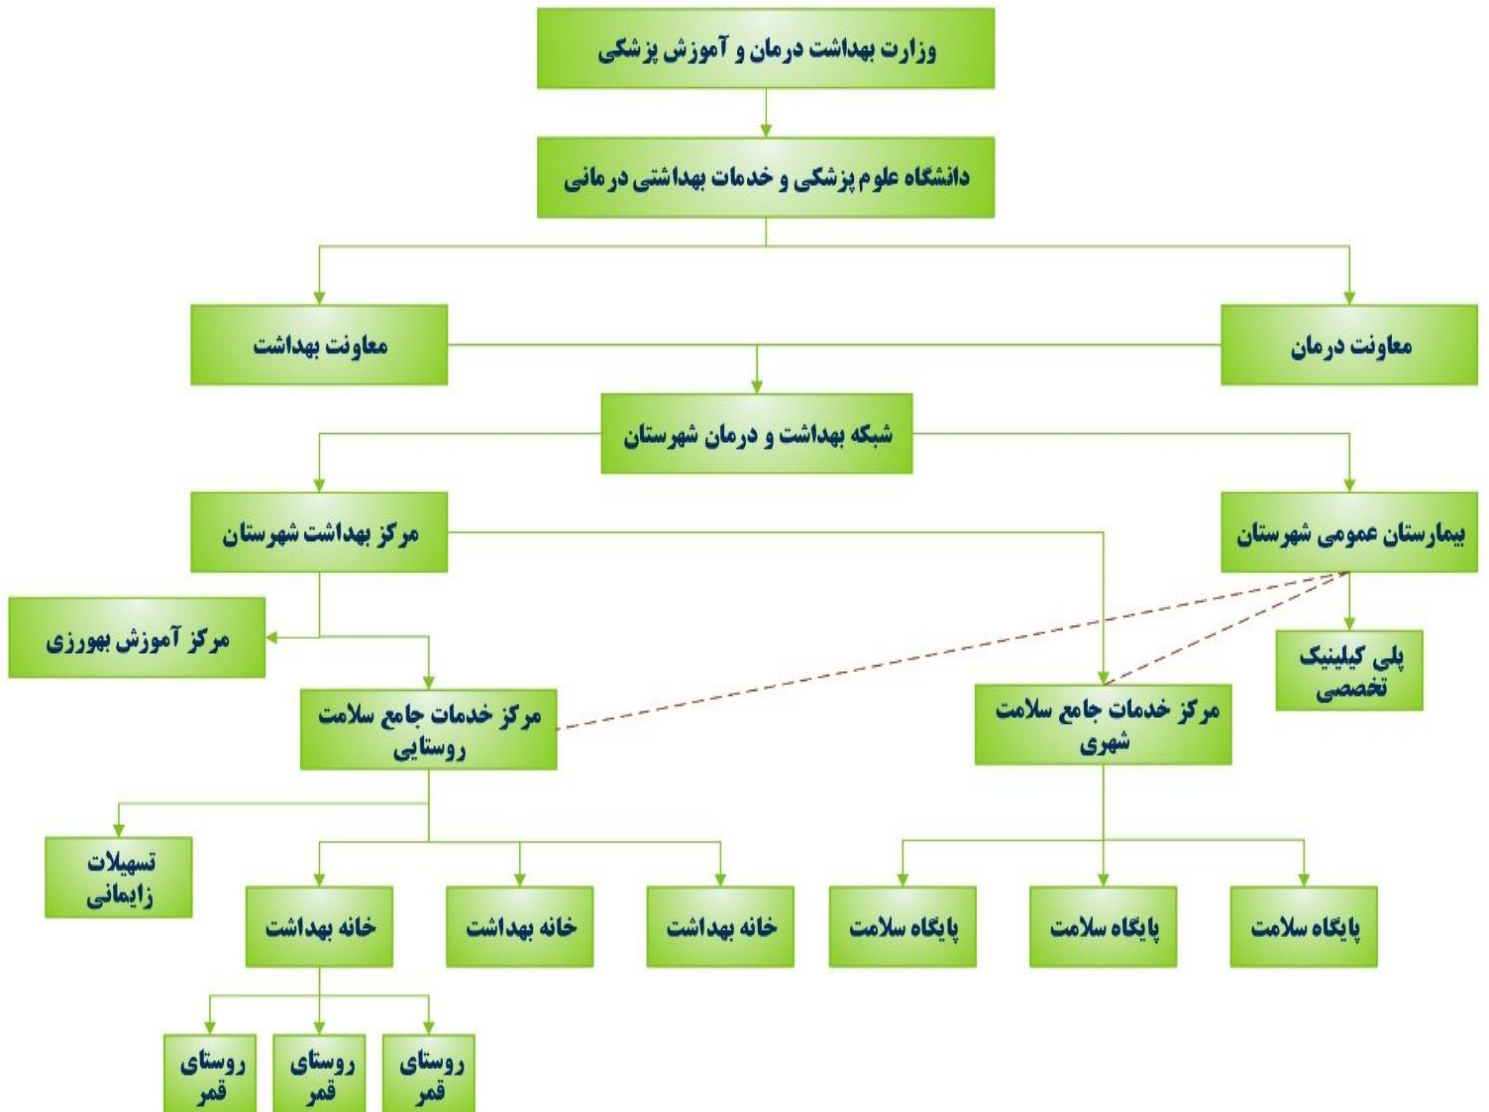 وزارت بهداشت درمان و آموزش پزشکی
دانشگاه علوم پزشکی و خدمات بهداشتی درمانی
معاونت درمان
معاونت بهداشت
شبکه بهداشت و درمان شهرستان
بیمارستان عمومی شهرستان
مرکز بهداشت شهرستان
مرکز آموزش بهورزی
پلی کیلینیک
تخصصی
مرکز خدمات جامع سلامت
شهری
مرکز خدمات جامع سلامت
روستایی
تسهیلات
زایمانی
پایگاه سلامت
پایگاه سلامت
پایگاه سلامت
خانه بهداشت
خانه بهداشت
خانه بهداشت
روستای
قمر
روستای
قمر
روستای
قمر